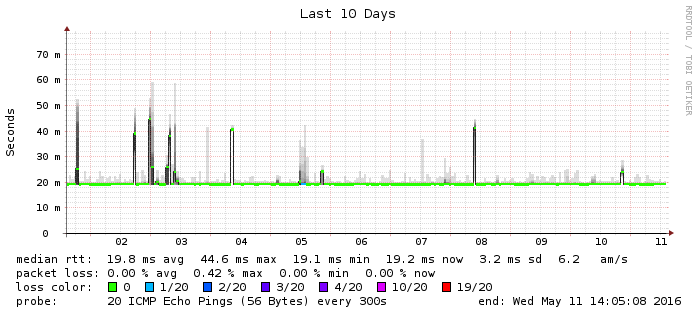 Last 10 Days
RRDTOOL / TOBI OETIKER
Seconds
70 m
60 m
50 m
40 m
30 m
20 m
10 m
0
02 03 04 05 06 07 08 09 10 11
median rtt: 19.8 ms avg 44.6 ms max 19.1 ms min 19.2 ms now 3.2 ms sd 6.2 am/s
packet loss: 0.00 % avg 0.42 % max 0.00 % min 0.00 % now
loss color: 0 1/20 2/20 3/20 4/20 10/20 19/20
probe: 20 ICMP Echo Pings (56 Bytes) every 300s end: Wed May 11 14:05:08 2016